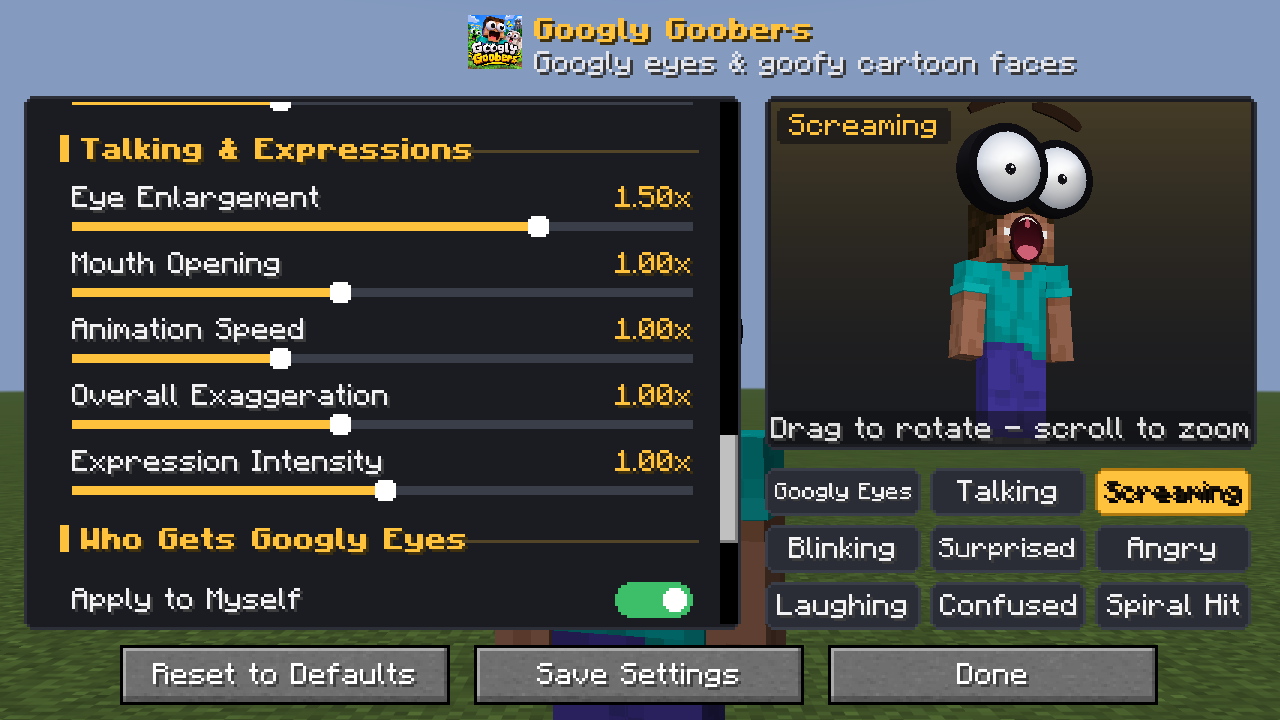 Googly Goobers
Googly Goobers
Googly eyes & goofy cartoon faces
Talking & Expressions
Eye Enlargement 1.50x
Mouth Opening 1.00x
Animation Speed 1.00x
Overall Exaggeration 1.00x
Expression Intensity 1.00x
Who Gets Googly Eyes
Apply to Myself
Screaming
Drag to rotate - scroll to zoom
Googly Eyes Talking Screaming
Blinking Surprised Angry
Laughing Confused Spiral Hit
Reset to Defaults Save Settings Done